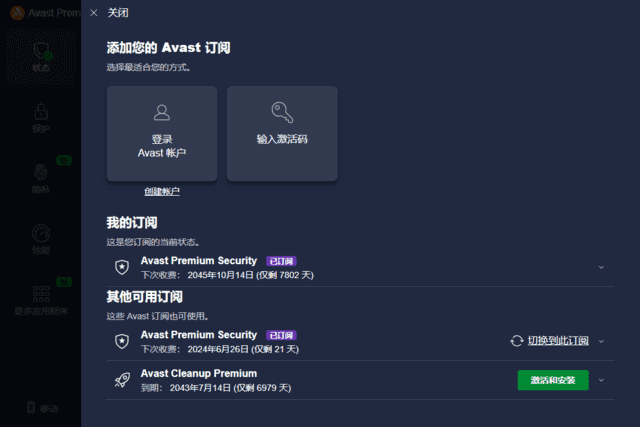 Avast Prem
关闭
状态
保护
隐私
性能
更多应用程序
移动
添加您的 Avast 订阅
选择最适合您的方式。
登录
Avast 帐户
输入激活码
创建帐户
我的订阅
这是您订阅的当前状态。
Avast Premium Security 已订阅
下次收费： 2045年10月14日 (仅剩 7802 天)
其他可用订阅
这些 Avast 订阅也可使用。
Avast Premium Security 已订阅
下次收费： 2024年6月26日 (仅剩 21 天)
切换到此订阅
Avast Cleanup Premium
到期： 2043年7月14日 (仅剩 6979 天)
激活和安装